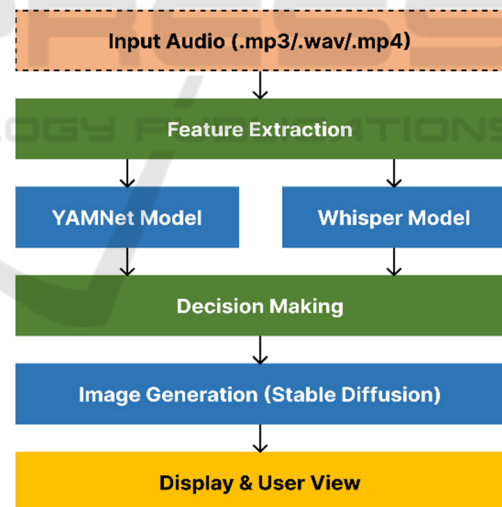 Input Audio (.mp3/.wav/.mp4)
Feature Extraction
YAMNet Model
Whisper Model
Decision Making
Image Generation (Stable Diffusion)
Display & User View